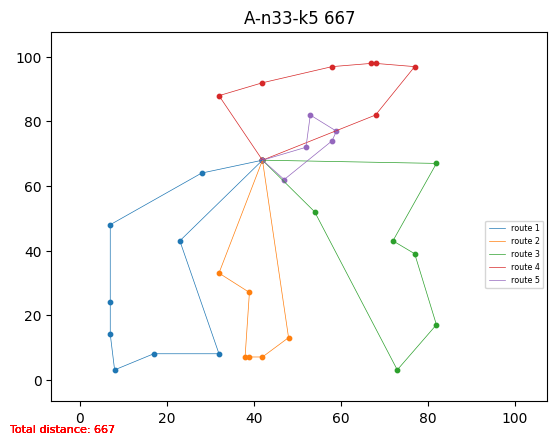 A-n33-k5 667
100
80
60
40
20
0
0 20 40 60 80 100
route 1
route 2
route 3
route 4
route 5
Total distance: 667